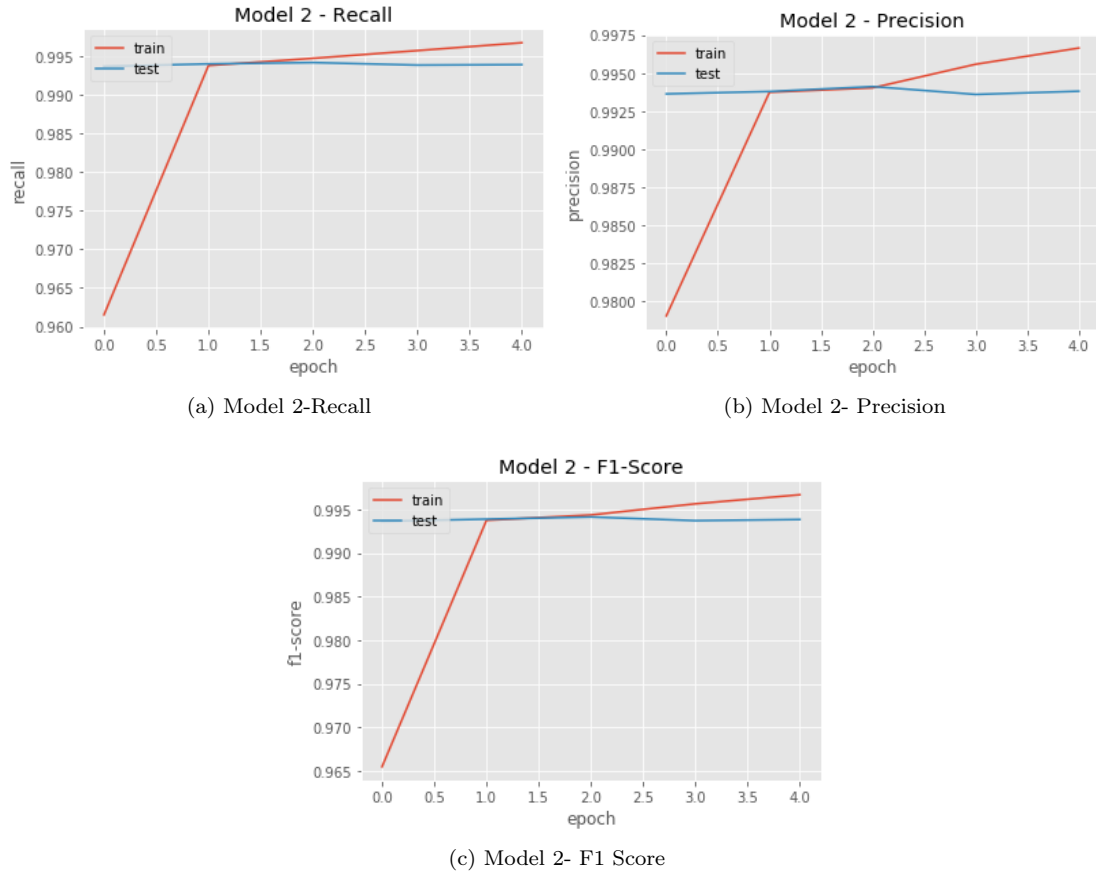 Model 2 - Recall
train
test
0.995
0.990
0.985
0.980
0.975
0.970
0.965
0.960
recall
0.0 0.5 1.0 1.5 2.0 2.5 3.0 3.5 4.0
epoch
(a) Model 2-Recall
Model 2 - Precision
train
test
0.9975
0.9950
0.9925
0.9900
0.9875
0.9850
0.9825
0.9800
precision
0.0 0.5 1.0 1.5 2.0 2.5 3.0 3.5 4.0
epoch
(b) Model 2- Precision
Model 2 - F1-Score
train
test
0.995
0.990
0.985
0.980
0.975
0.970
0.965
f1-score
0.0 0.5 1.0 1.5 2.0 2.5 3.0 3.5 4.0
epoch
(c) Model 2- F1 Score